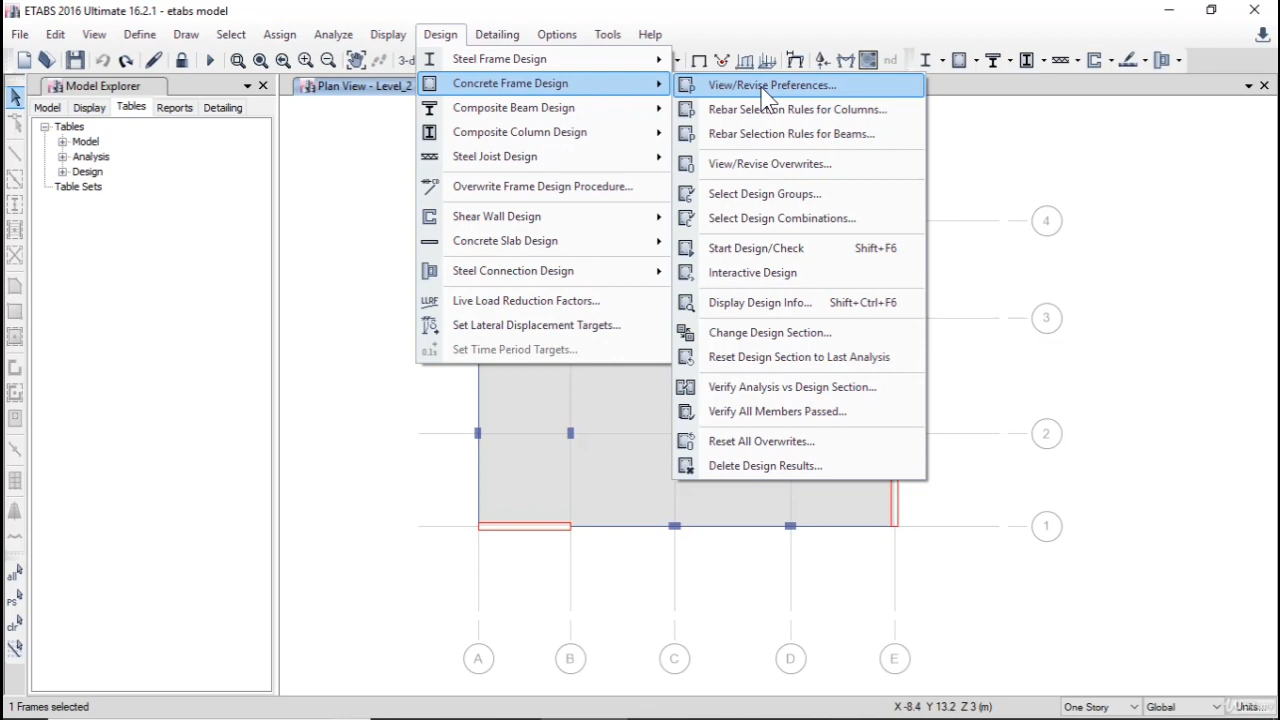 ETABS 2016 Ultimate 16.2.1 - etabs model
File Edit View Define Draw Select Assign Analyze Display Design Detailing Options Tools Help
3-d
nd
Model Explorer
Plan View - Level_2
Model Display Tables Reports Detailing
Tables
Model
Analysis
Design
Table Sets
Steel Frame Design
Concrete Frame Design
Composite Beam Design
Composite Column Design
Steel Joist Design
Overwrite Frame Design Procedure...
Shear Wall Design
Concrete Slab Design
Steel Connection Design
LLRF Live Load Reduction Factors...
Set Lateral Displacement Targets...
0.1s Set Time Period Targets...
View/Revise Preferences...
Rebar Selection Rules for Columns...
Rebar Selection Rules for Beams...
View/Revise Overwrites...
Select Design Groups...
Select Design Combinations...
Start Design/Check Shift+F6
Interactive Design
Display Design Info... Shift+Ctrl+F6
Change Design Section...
Reset Design Section to Last Analysis
Verify Analysis vs Design Section...
Verify All Members Passed...
Reset All Overwrites...
Delete Design Results...
4
3
2
1
A B C D E
all
PS
clr
1 Frames selected
X -8.4 Y 13.2 Z 3 (m)
One Story
Global
Units...